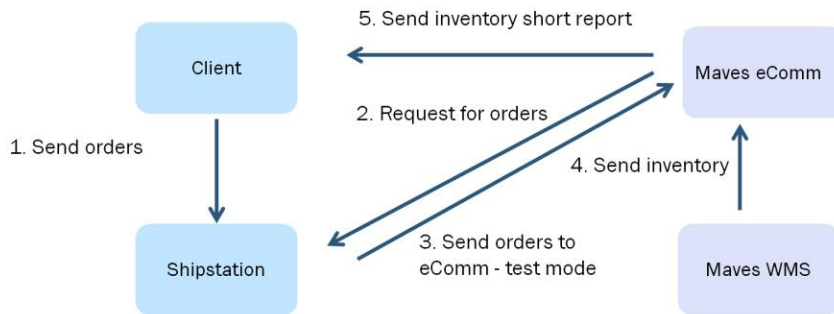 5. Send inventory short report
Client
Maves eComm
2. Request for orders
1. Send orders
4. Send inventory
3. Send orders to
eComm - test mode
Shipstation
Maves WMS